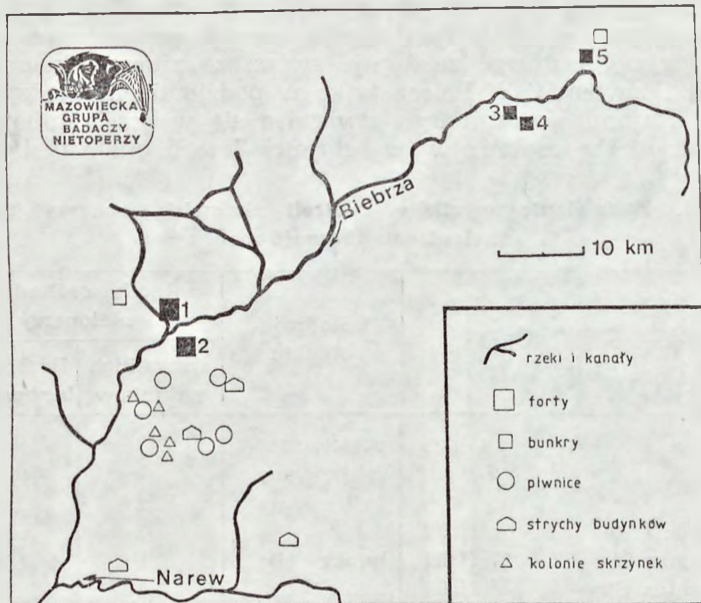 MAZOWIECKA
GRUPA
BADACZY
NIETOPERZY
5
3
4
Biebrza
10 km
1
2
rzeki i kanały
forty
bunkry
piwnice
strychy budynków
kolonie skrzynek
Narew